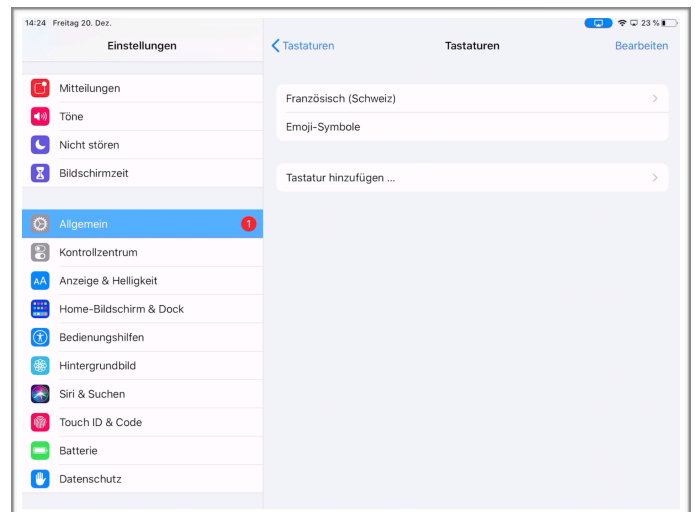 14:24 Freitag 20. Dez.
23 %
Einstellungen
Tastaturen
Tastaturen
Bearbeiten
Mitteilungen
Töne
Nicht stören
Bildschirmzeit
Allgemein
1
Kontrollzentrum
AA
Anzeige & Helligkeit
Home-Bildschirm & Dock
Bedienungshilfen
Hintergrundbild
Siri & Suchen
Touch ID & Code
Batterie
Datenschutz
Französisch (Schweiz)
Emoji-Symbole
Tastatur hinzufügen ...